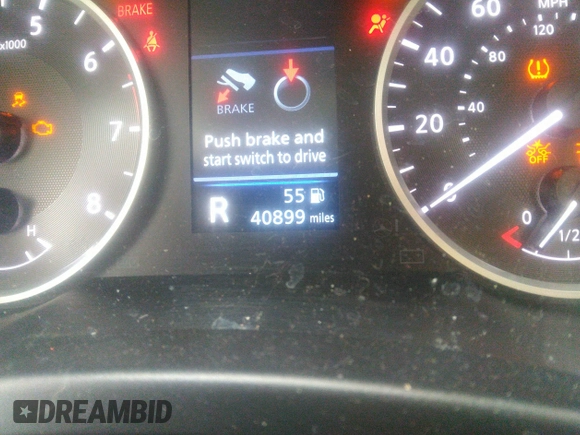 BRAKE
x1000
5
6
7
8
H
BRAKE
Push brake and
start switch to drive
R
55
40899 miles
MPH
60
40
20
0
120
80
40
OFF
0
1/2
DREAMBID